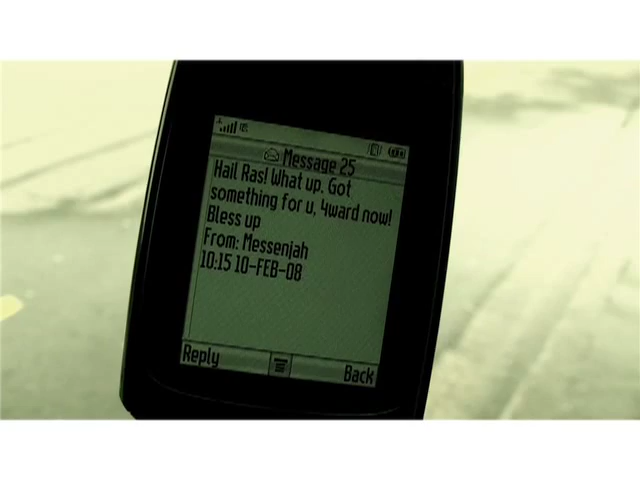 Message 25
Hail Ras! What up. Got
something for u, 4ward now!
Bless up
From: Messenjah
10:15 10-FEB-08
Reply
Back